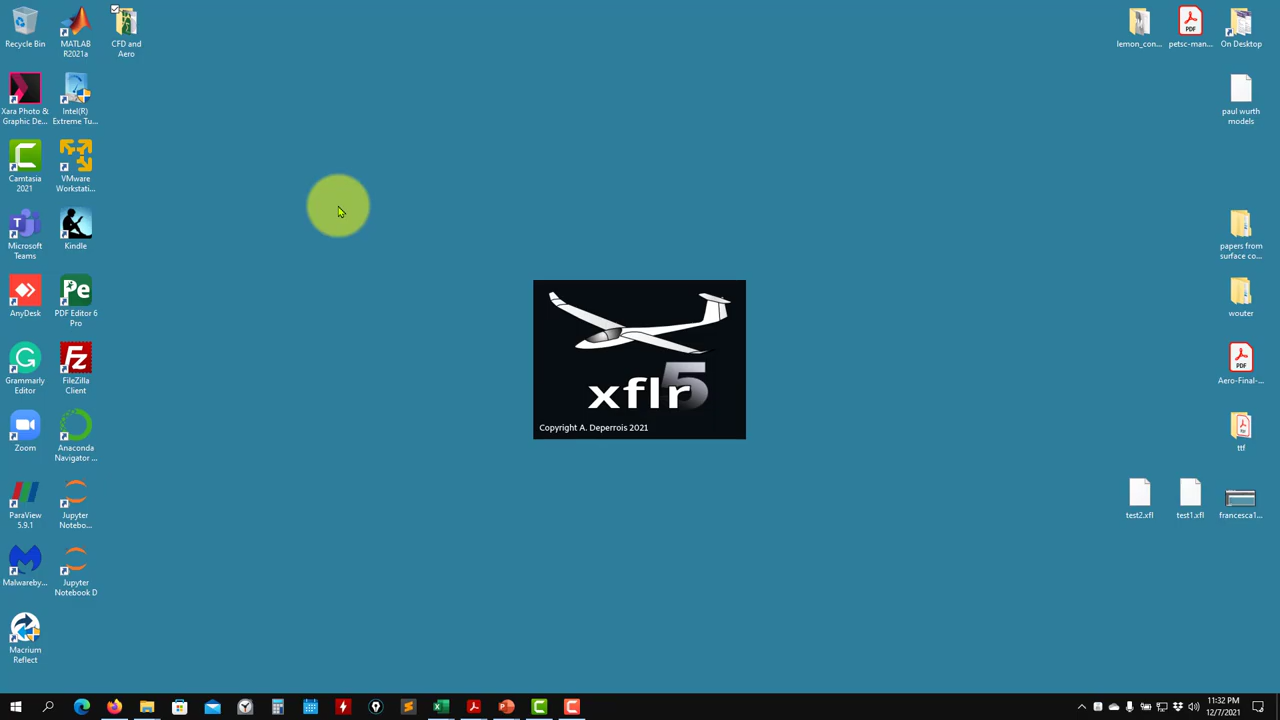 Recycle Bin
MATLAB
R2021a
CFD and
Aero
lemon_con...
petsc-man...
On Desktop
Xara Photo &
Graphic De...
Intel(R)
Extreme Tu...
paul wurth
models
Camtasia
2021
VMware
Workstati...
Microsoft
Teams
Kindle
papers from
surface co...
AnyDesk
PDF Editor 6
Pro
wouter
xflr5
Copyright A. Deperrois 2021
Grammarly
Editor
FileZilla
Client
Aero-Final-...
Zoom
Anaconda
Navigator ...
ttf
ParaView
5.9.1
Jupyter
Notebo...
test2.xfl
test1.xfl
francesca1...
Malwareby...
Jupyter
Notebook D
Macrium
Reflect
11:32 PM
12/7/2021